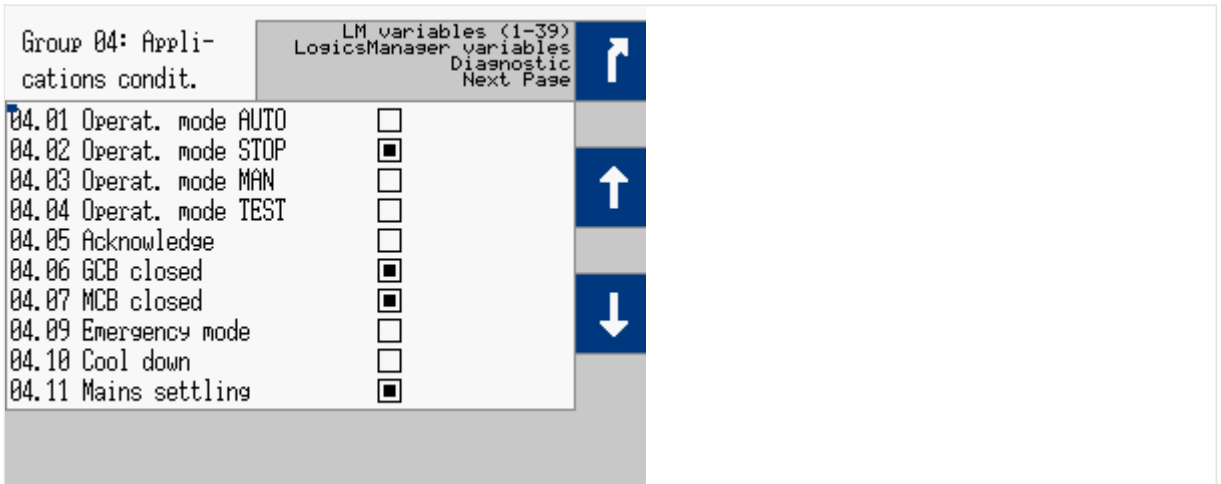 Group 04: Appli-
cations condit.
LM variables (1-39)
LogicsManager variables
Diagnostic
Next Page
04.01 Operat. mode AUTO
04.02 Operat. mode STOP
04.03 Operat. mode MAN
04.04 Operat. mode TEST
04.05 Acknowledge
04.06 GCB closed
04.07 MCB closed
04.09 Emergency mode
04.10 Cool down
04.11 Mains settling